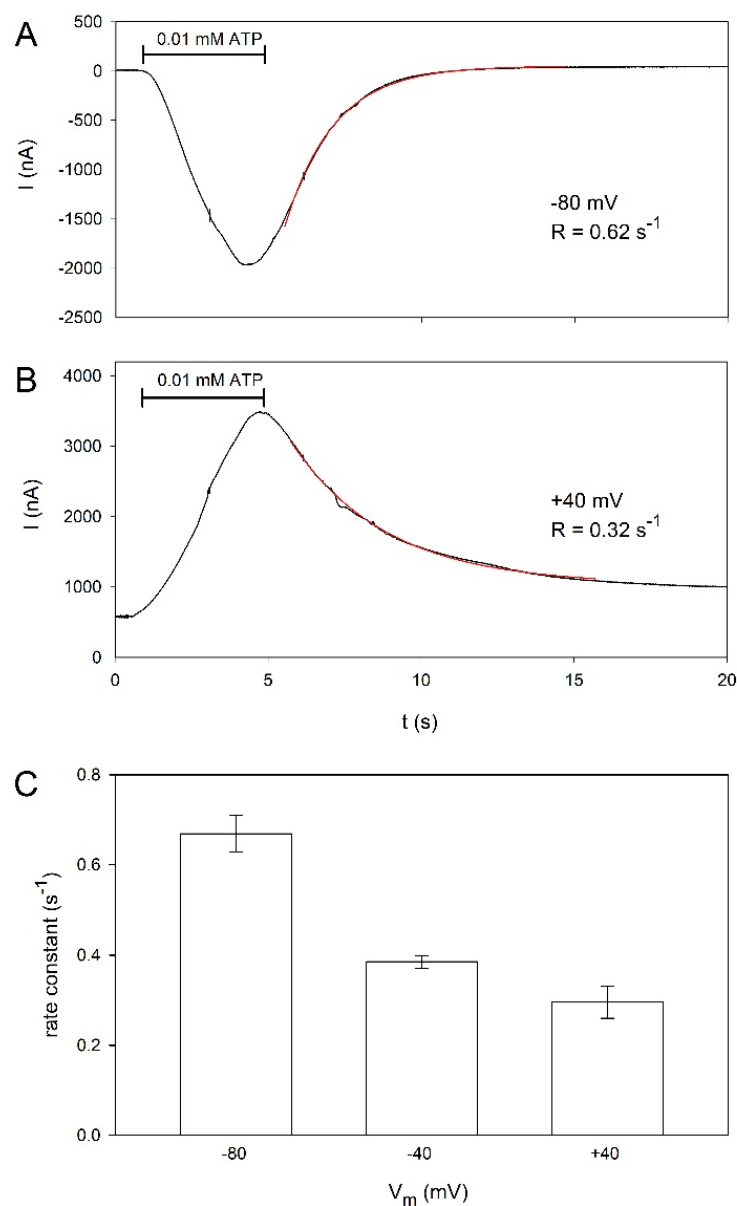 A
0.01 mM ATP
500
0
-500
-1000
-1500
-2000
-2500
I (nA)
-80 mV
R = 0.62 s⁻¹
B
0.01 mM ATP
4000
3000
2000
1000
0
I (nA)
+40 mV
R = 0.32 s⁻¹
0 5 10 15 20
t (s)
C
0.8
0.6
0.4
0.2
0.0
rate constant (s⁻¹)
-80 -40 +40
Vₘ (mV)